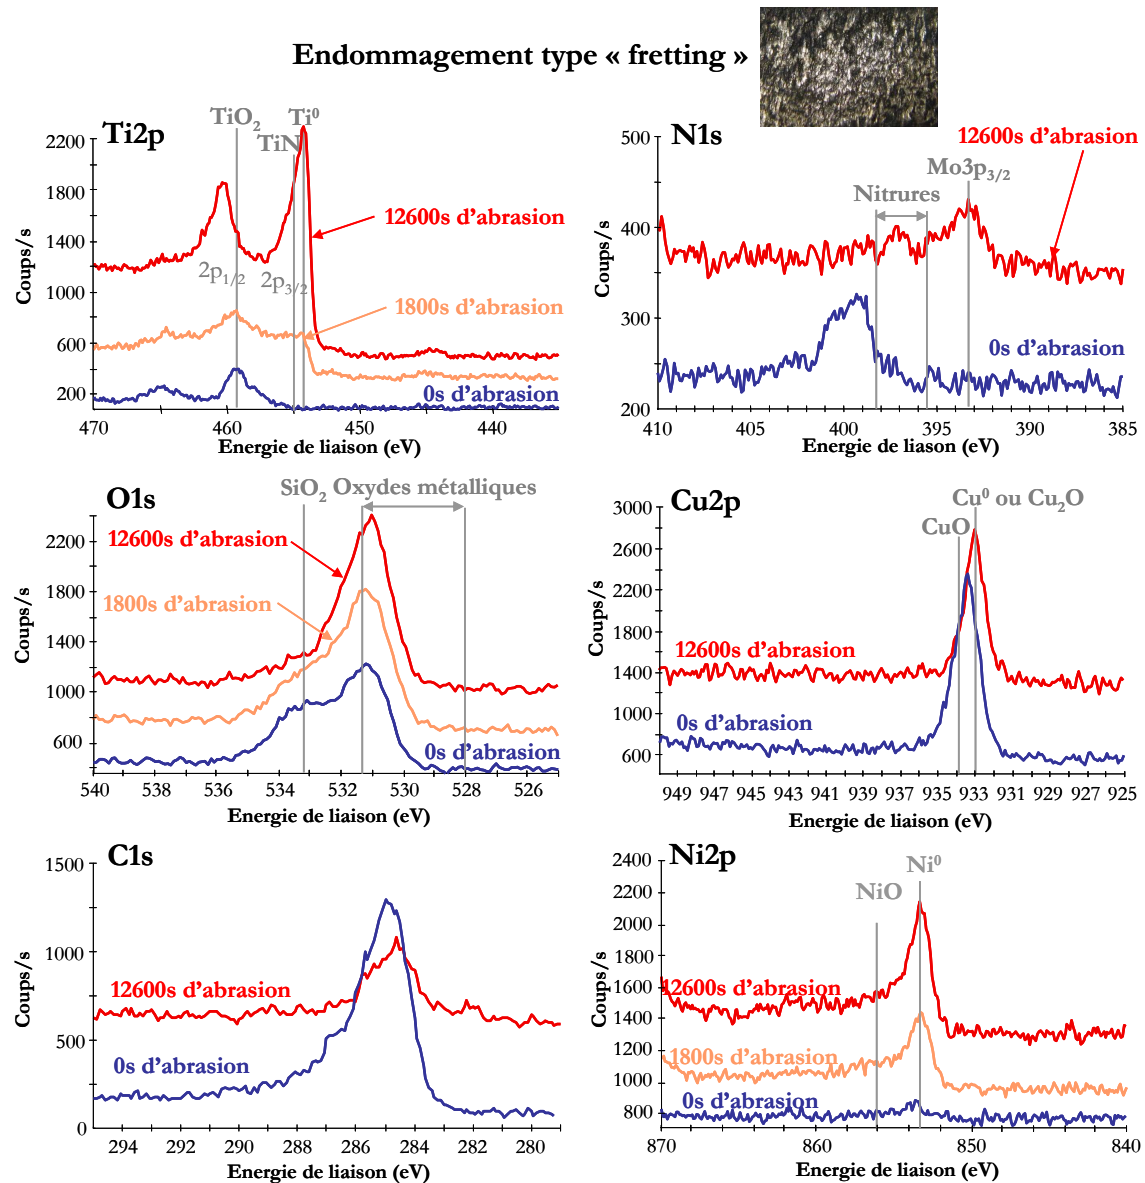 Endommagement type « fretting »
Ti2p
TiO2
TiN
Ti0
2200
1800
1400
1000
600
200
Coups/s
12600s d'abrasion
2p1/2
2p3/2
1800s d'abrasion
0s d'abrasion
470
460
450
440
Energie de liaison (eV)
N1s
500
400
300
200
Coups/s
12600s d'abrasion
Mo3p3/2
Nitrures
0s d'abrasion
410
405
400
395
390
385
Energie de liason (eV)
O1s
SiO2 Oxydes métalliques
2200
1800
1400
1000
600
Coups/s
12600s d'abrasion
1800s d'abrasion
0s d'abrasion
540
538
536
534
532
530
528
526
Energie de liaison (eV)
Cu2p
3000
2600
2200
1800
1400
1000
600
Coups/s
Cu0 ou Cu2O
CuO
12600s d'abrasion
0s d'abrasion
949
947
945
943
941
939
937
935
933
931
929
927
925
Energie de liaison (eV)
C1s
1500
1000
500
0
Coups/s
12600s d'abrasion
0s d'abrasion
294
292
290
288
286
284
282
280
Energie de liaison (eV)
Ni2p
2400
2200
2000
1800
1600
1400
1200
1000
800
Coups/s
Ni0
NiO
12600s d'abrasion
1800s d'abrasion
0s d'abrasion
870
860
850
840
Energie de liaison (eV)